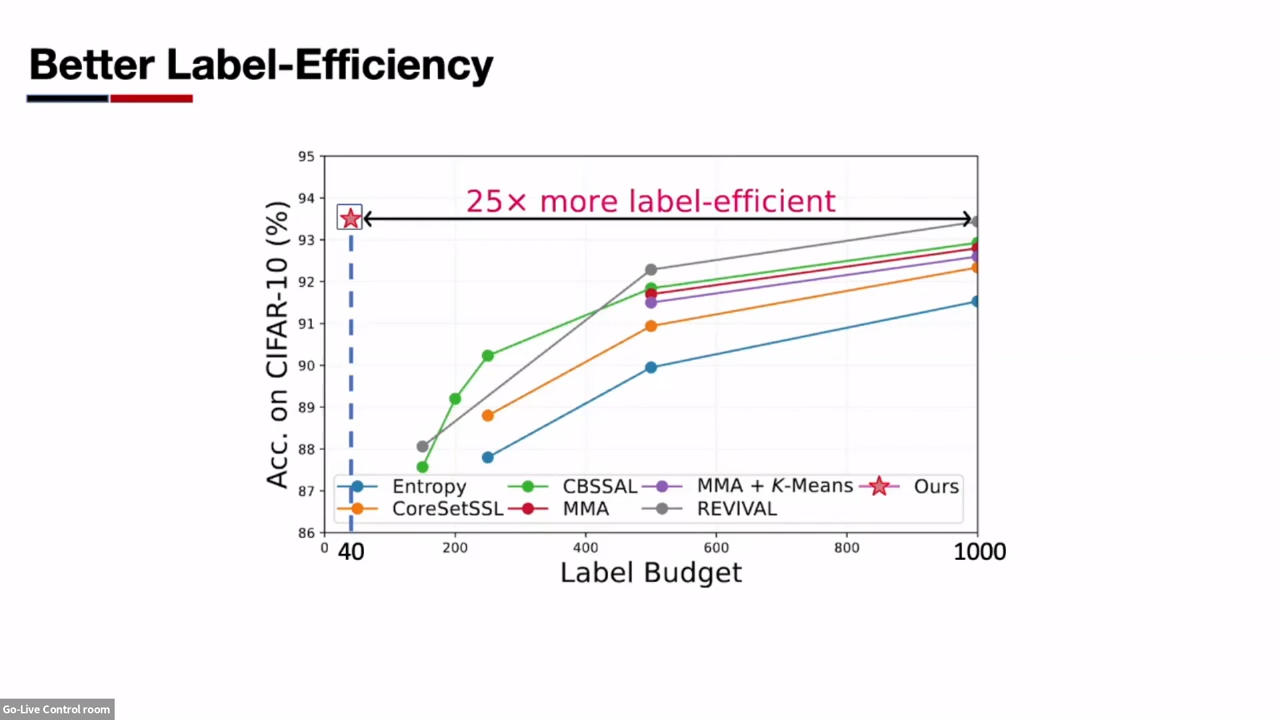 Better Label-Efficiency
95
94
93
92
91
90
89
88
87
86
Acc. on CIFAR-10 (%)
25× more label-efficient
Entropy
CBSSAL
MMA + K-Means
Ours
CoreSetSSL
MMA
REVIVAL
0
40
200
400
600
800
1000
Label Budget
Go-Live Control room